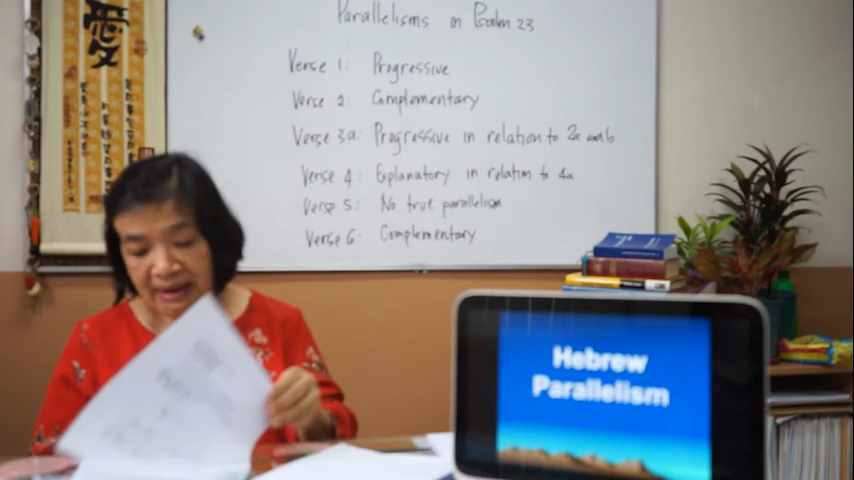 愛
Parallelisms in Psalm 23
Verse 1: Progressive
Verse 2: Complementary
Verse 3a: Progressive in relation to 2a and b
Verse 4: Explanatory in relation to 4a
Verse 5: No true parallelism
Verse 6: Complementary
Hebrew
Parallelism